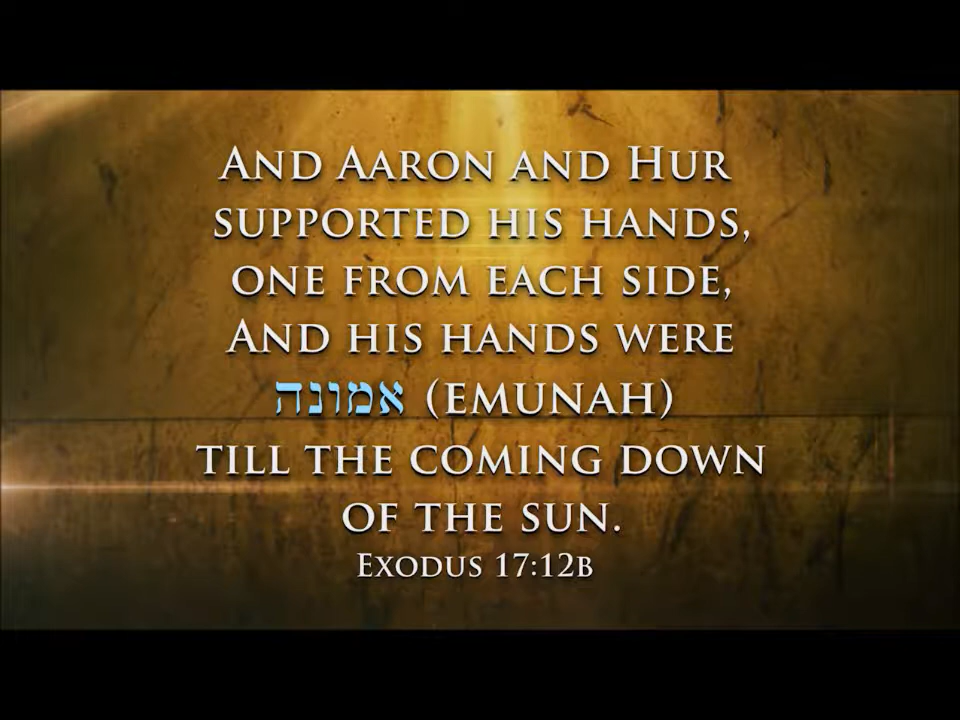 And Aaron and Hur
supported his hands,
one from each side,
And his hands were
אמונה (emunah)
till the coming down
of the sun.
Exodus 17:12b